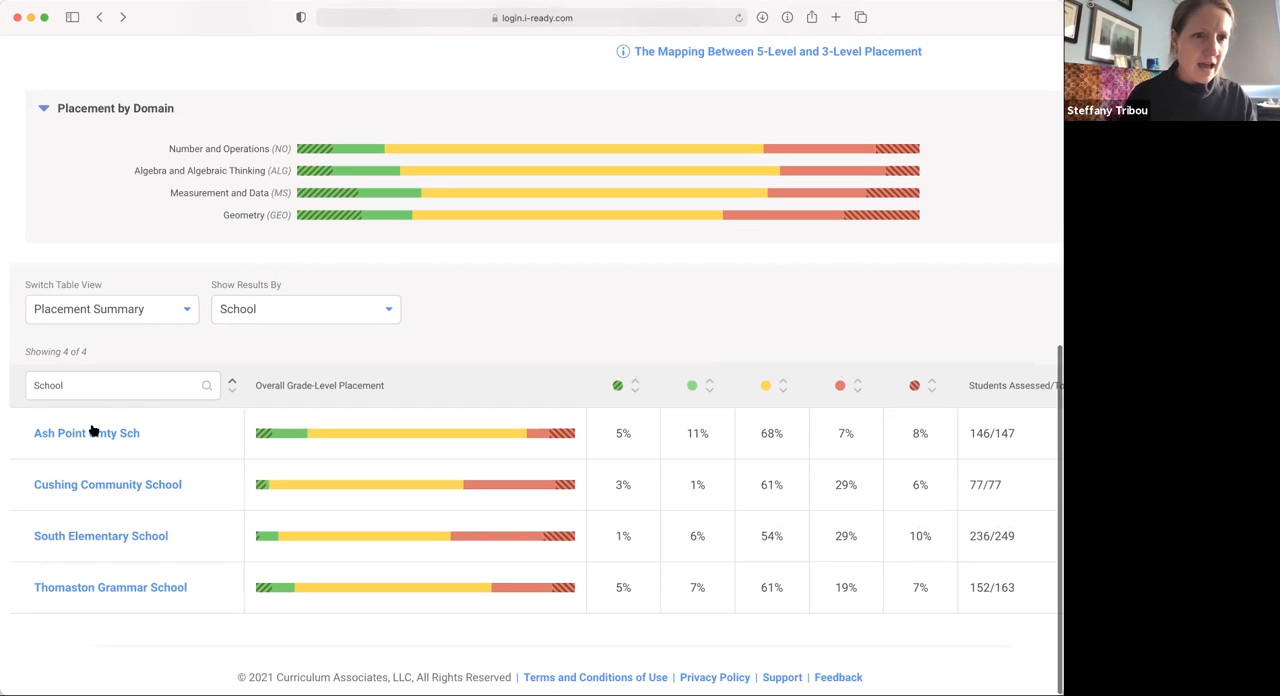 login.i-ready.com
The Mapping Between 5-Level and 3-Level Placement
Steffany Tribou
Placement by Domain
Number and Operations (NO)
Algebra and Algebraic Thinking (ALG)
Measurement and Data (MS)
Geometry (GEO)
Switch Table View
Show Results By
Placement Summary
School
Showing 4 of 4
School
Overall Grade-Level Placement
Students Assessed/To
Ash Point mty Sch
5% 11% 68% 7% 8% 146/147
Cushing Community School
3% 1% 61% 29% 6% 77/77
South Elementary School
1% 6% 54% 29% 10% 236/249
Thomaston Grammar School
5% 7% 61% 19% 7% 152/163
© 2021 Curriculum Associates, LLC, All Rights Reserved | Terms and Conditions of Use | Privacy Policy | Support | Feedback